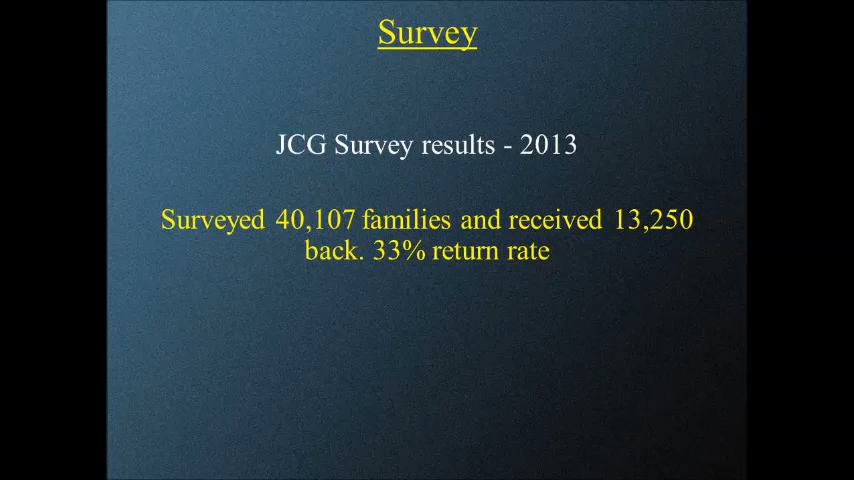 Survey
JCG Survey results - 2013
Surveyed 40,107 families and received 13,250
back. 33% return rate